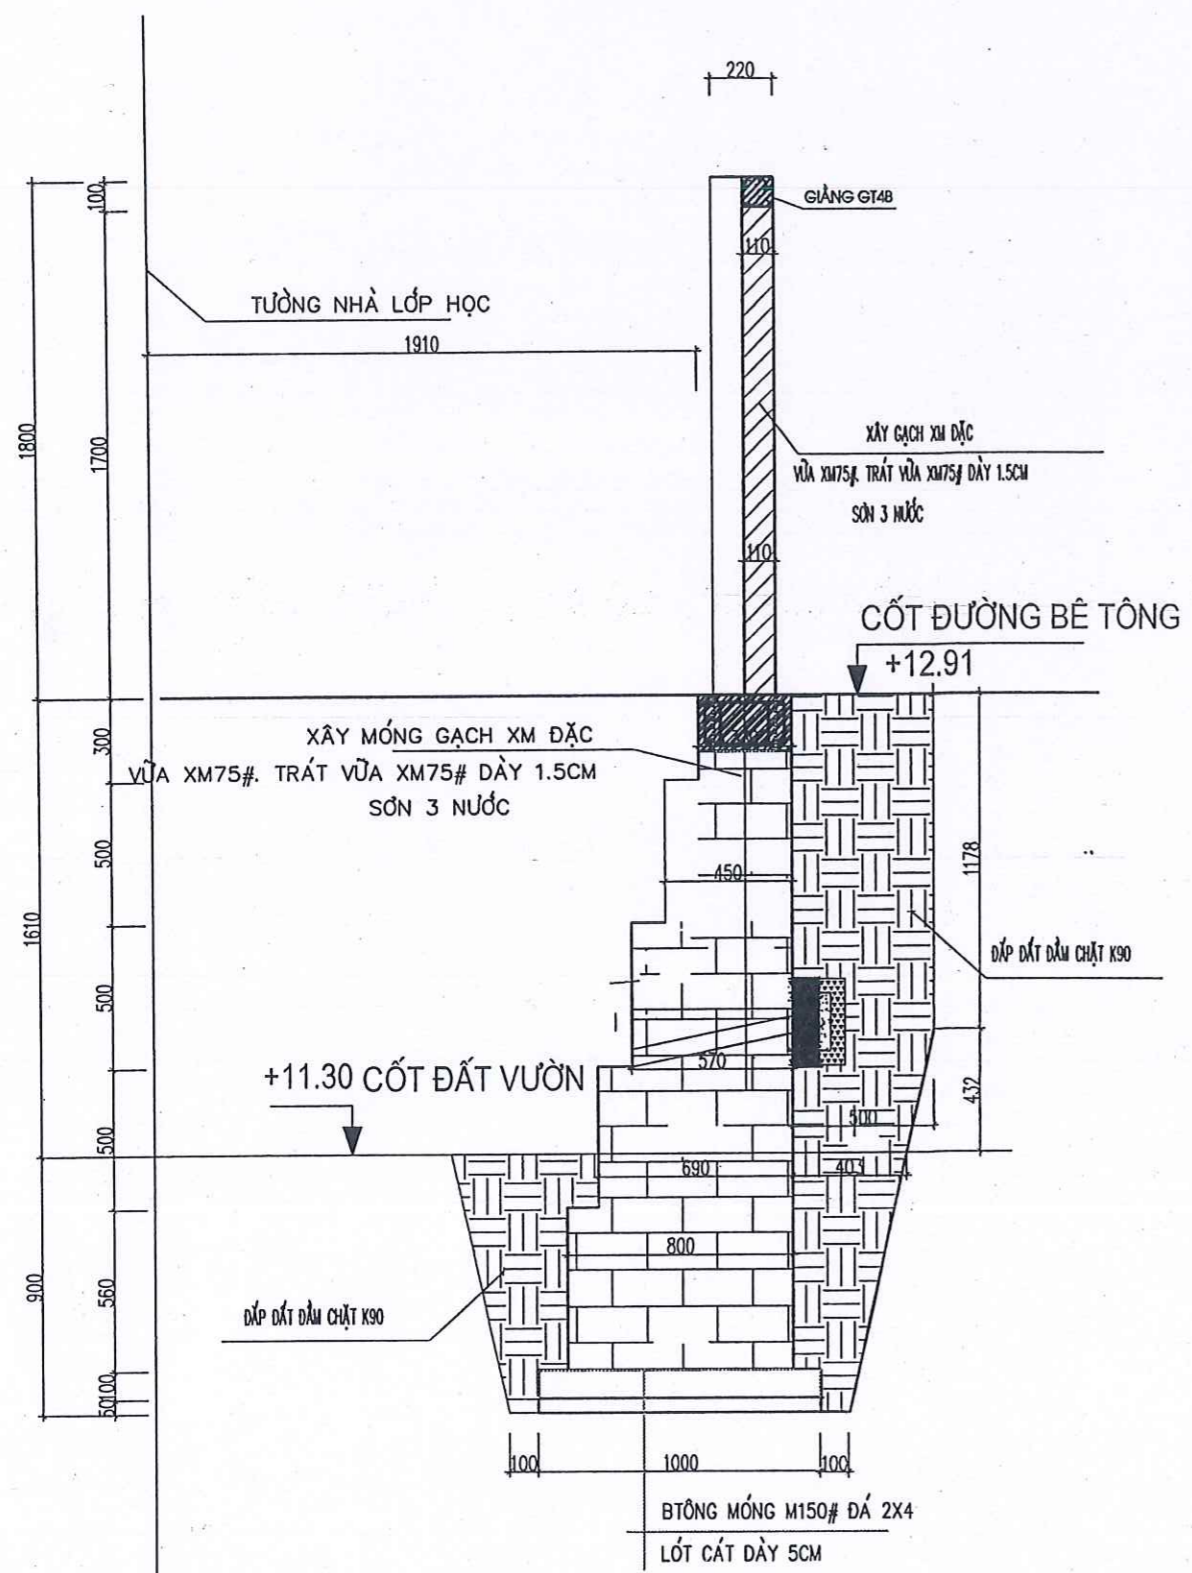 220
100
GIẰNG GT4B
110
TƯỜNG NHÀ LỚP HỌC
1910
1800
1700
XÂY GẠCH XM ĐẶC
VỮA XM75#. TRÁT VỮA XM75# DÀY 1.5CM
SƠN 3 NƯỚC
110
CỐT ĐƯỜNG BÊ TÔNG
+12.91
300
XÂY MÓNG GẠCH XM ĐẶC
VỮA XM75#. TRÁT VỮA XM75# DÀY 1.5CM
SƠN 3 NƯỚC
500
450
1178
1610
ĐẮP ĐẤT ĐẦM CHẶT K90
500
570
+11.30 CỐT ĐẤT VƯỜN
432
500
500
690
403
800
900
560
ĐẮP ĐẤT ĐẦM CHẶT K90
100
50
100
1000
100
BTÔNG MÓNG M150# ĐÁ 2X4
LÓT CÁT DÀY 5CM